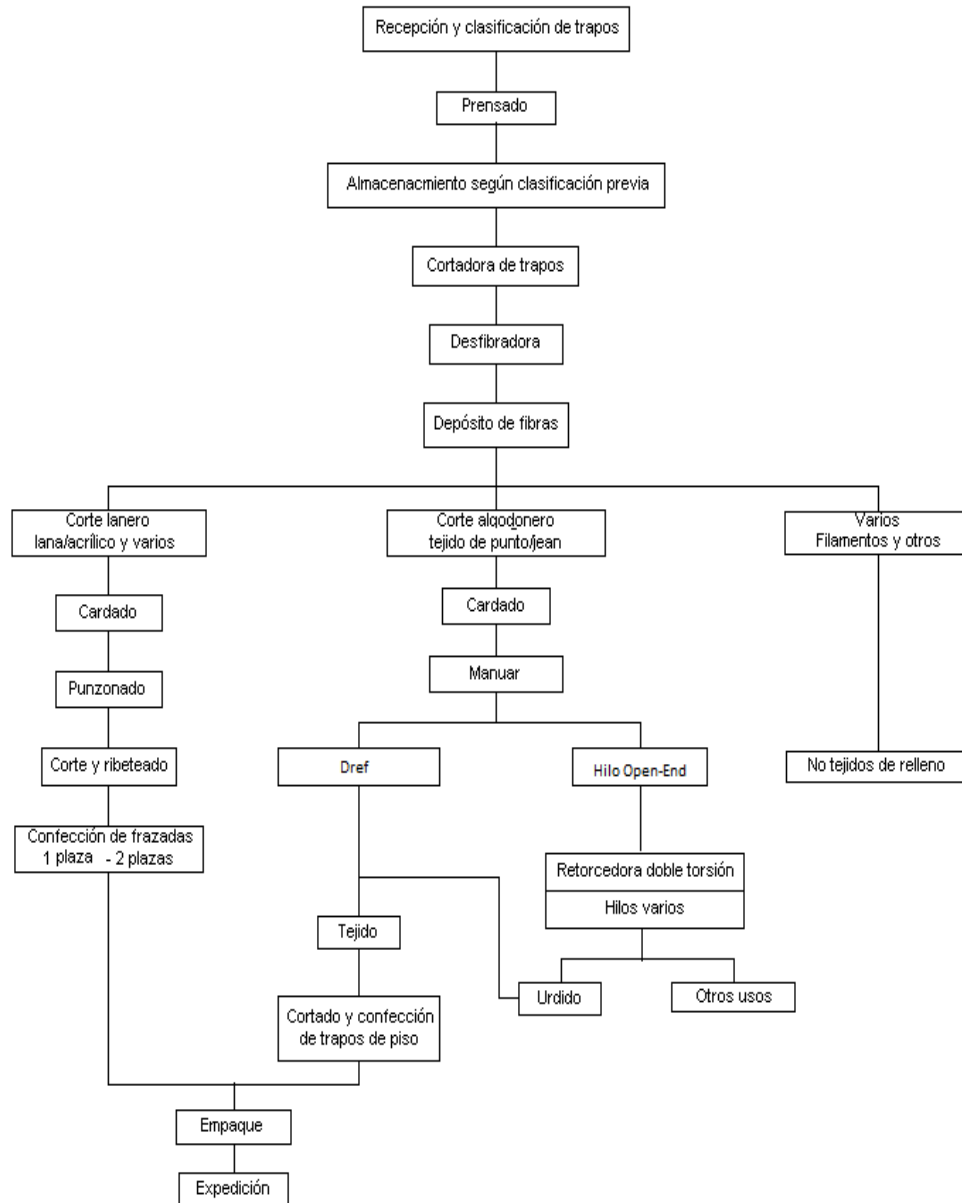 Recepción y clasificación de trapos
Prensado
Almacenacmiento según clasificación previa
Cortadora de trapos
Desfibradora
Depósito de fibras
Corte lanero
lana/acrílico y varios
Corte algodonero
tejido de punto/jean
Varios
Filamentos y otros
Cardado
Cardado
Punzonado
Manuar
Corte y ribeteado
Dref
Hilo Open-End
No tejidos de relleno
Confección de frazadas
1 plaza - 2 plazas
Retorcedora doble torsión
Hilos varios
Tejido
Urdido
Otros usos
Cortado y confección
de trapos de piso
Empaque
Expedición